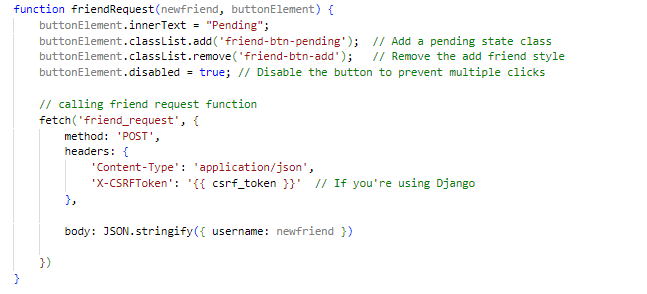 function friendRequest(newfriend, buttonElement) {
    buttonElement.innerText = "Pending";
    buttonElement.classList.add('friend-btn-pending');  // Add a pending state class
    buttonElement.classList.remove('friend-btn-add');   // Remove the add friend style
    buttonElement.disabled = true; // Disable the button to prevent multiple clicks

    // calling friend request function
    fetch('friend_request', {
        method: 'POST',
        headers: {
            'Content-Type': 'application/json',
            'X-CSRFToken': '{{ csrf_token }}'  // If you're using Django
        },

        body: JSON.stringify({ username: newfriend })

    })
}